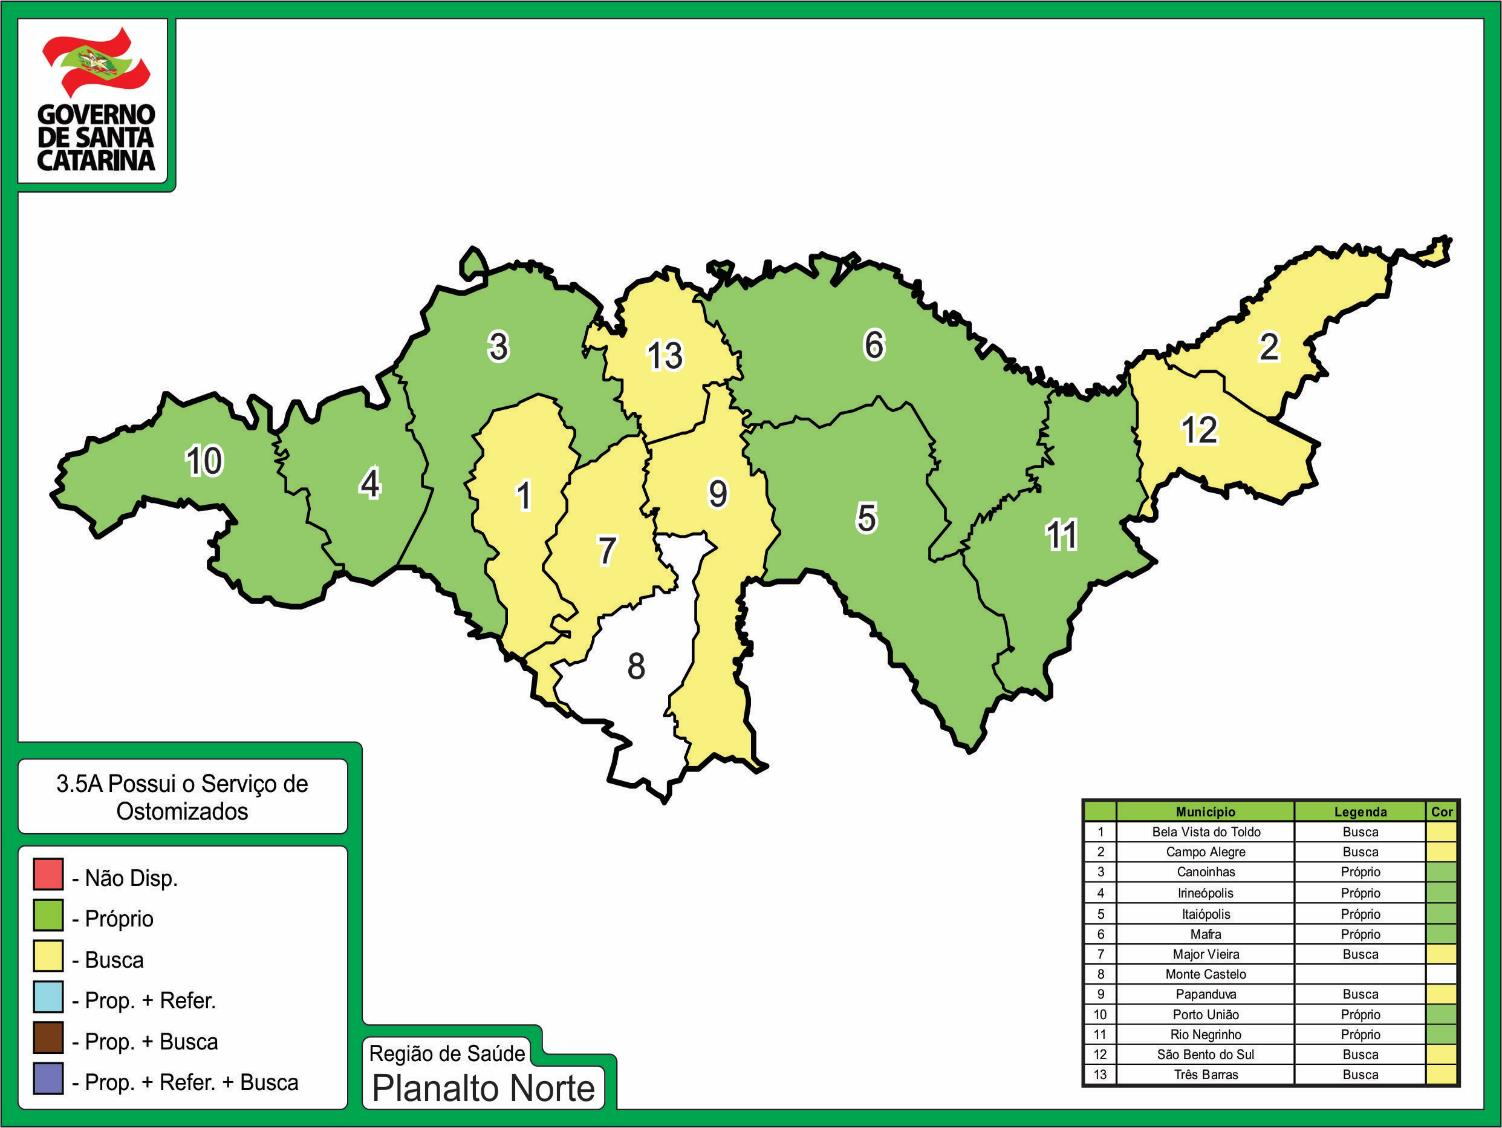 GOVERNO
DE SANTA
CATARINA
3
13
6
2
10
4
1
9
12
5
7
11
8
3.5A Possui o Serviço de
Ostomizados
- Não Disp.
- Próprio
- Busca
- Prop. + Refer.
- Prop. + Busca
- Prop. + Refer. + Busca
Região de Saúde
Planalto Norte
Município Legenda Cor
1 Bela Vista do Toldo Busca
2 Campo Alegre Busca
3 Canoinhas Próprio
4 Irineópolis Próprio
5 Itaiópolis Próprio
6 Mafra Próprio
7 Major Vieira Busca
8 Monte Castelo
9 Papanduva Busca
10 Porto União Próprio
11 Rio Negrinho Próprio
12 São Bento do Sul Busca
13 Três Barras Busca